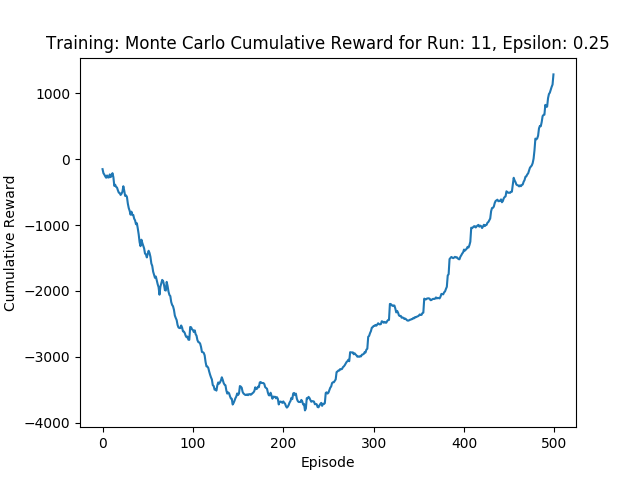 Training: Monte Carlo Cumulative Reward for Run: 11, Epsilon: 0.25
1000
0
−1000
−2000
−3000
−4000
Cumulative Reward
0 100 200 300 400 500
Episode